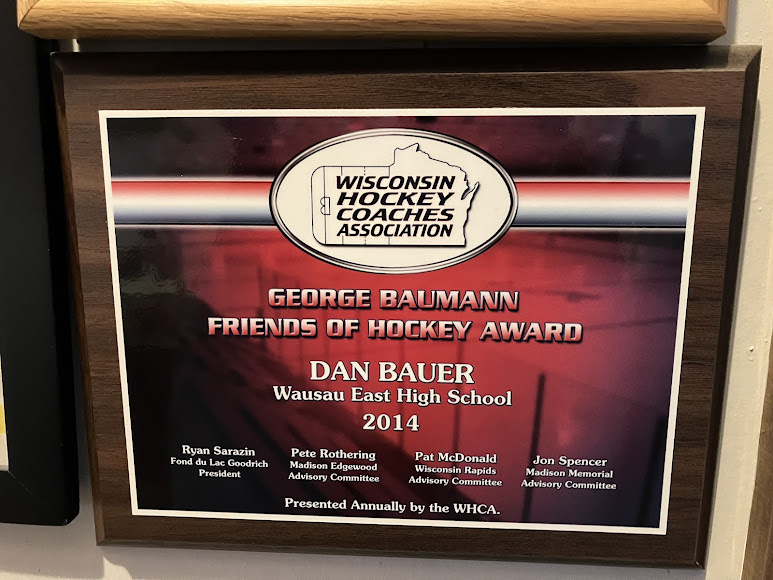 WISCONSIN
HOCKEY
COACHES
ASSOCIATION
GEORGE BAUMANN
FRIENDS OF HOCKEY AWARD
DAN BAUER
Wausau East High School
2014
Ryan Sarazin
Fond du Lac Goodrich
President
Pete Rothering
Madison Edgewood
Advisory Committee
Pat McDonald
Wisconsin Rapids
Advisory Committee
Jon Spencer
Madison Memorial
Advisory Committee
Presented Annually by the WHCA.